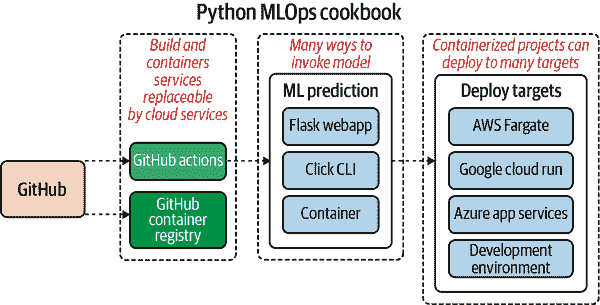 Python MLOps cookbook
Build and
containers
services
replaceable
by cloud services
Many ways to
invoke model
Containerized projects can
deploy to many targets
GitHub
GitHub actions
GitHub
container
registry
ML prediction
Flask webapp
Click CLI
Container
Deploy targets
AWS Fargate
Google cloud run
Azure app services
Development
environment